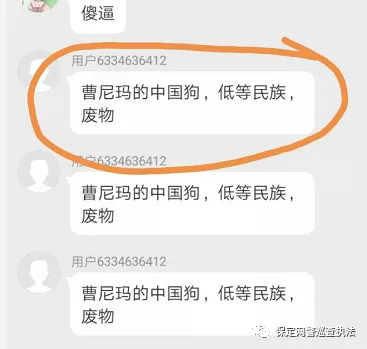 傻逼
用户6334636412
曹尼玛的中国狗，低等民族，
废物
用户6334636412
曹尼玛的中国狗，低等民族，
废物
用户6334636412
曹尼玛的中国狗，低等民族，
废物
保定网警巡查执法